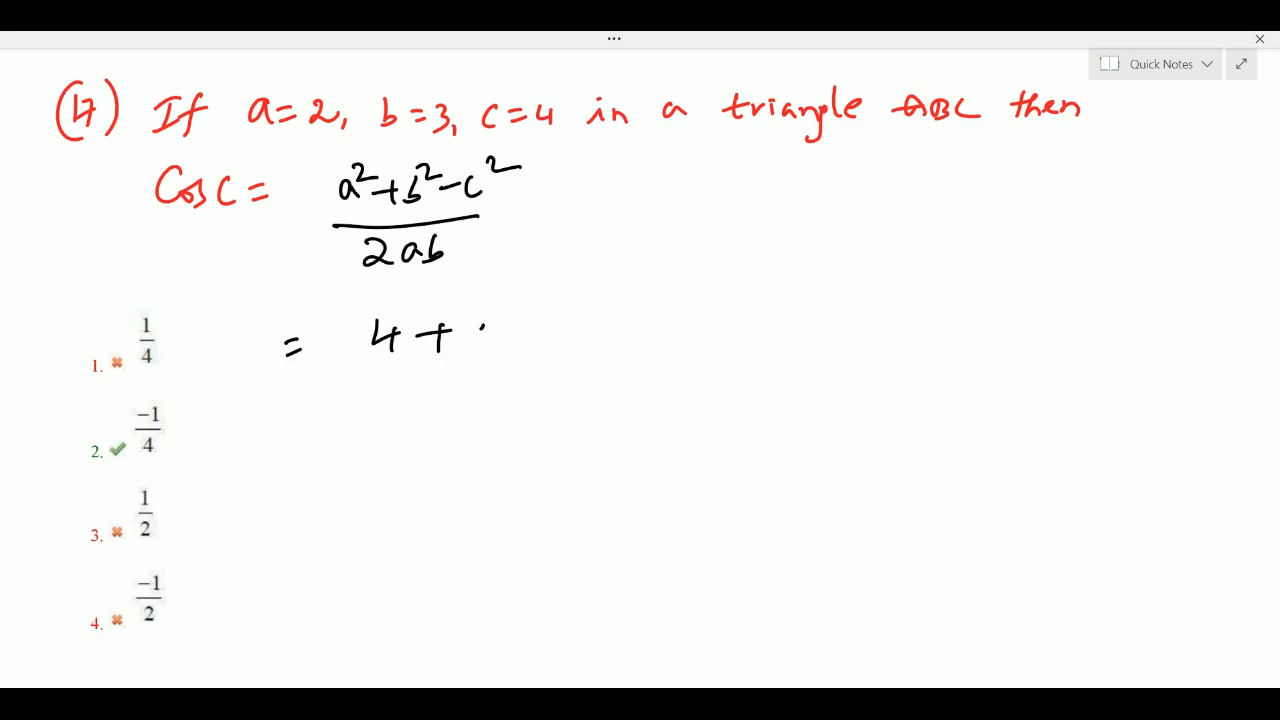 ...
Quick Notes
(17) If a=2, b=3, c=4 in a triangle ABC then
Cos C = a²+b²-c²
2ab
= 4 +
1. ✖ 1/4
2. ✔ -1/4
3. ✖ 1/2
4. ✖ -1/2